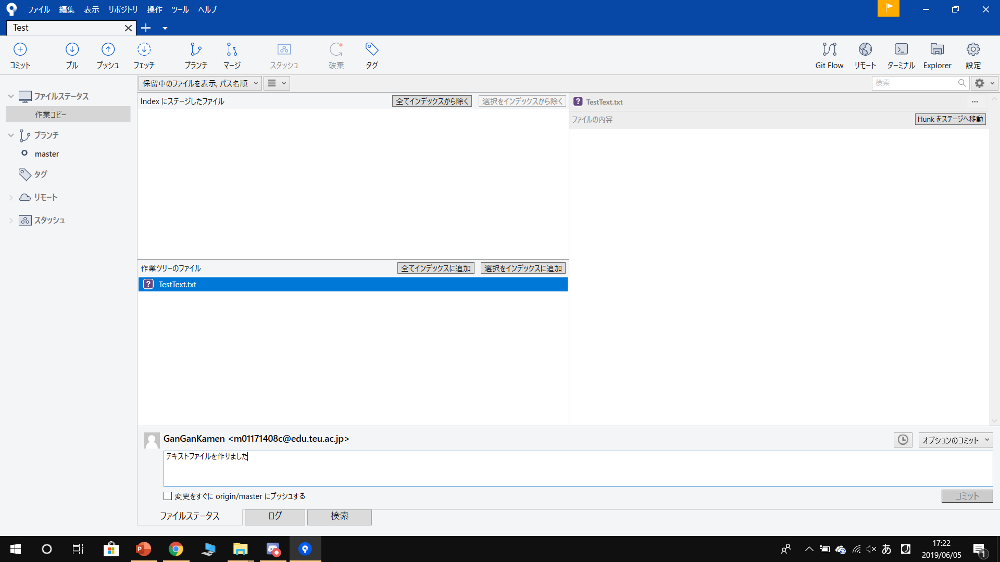 ファイル 編集 表示 リポジトリ 操作 ツール ヘルプ
Test
コミット プル プッシュ フェッチ ブランチ マージ スタッシュ 破棄 タグ Git Flow リモート ターミナル Explorer 設定
保留中のファイルを表示, パス名順
検索
ファイルステータス
作業コピー
ブランチ
master
タグ
リモート
スタッシュ
Index にステージしたファイル 全てインデックスから除く 選択をインデックスから除く
TestText.txt
ファイルの内容 Hunk をステージへ移動
作業ツリーのファイル 全てインデックスに追加 選択をインデックスに追加
TestText.txt
GanGanKamen <m01171408c@edu.teu.ac.jp>
オプションのコミット
テキストファイルを作りました
変更をすぐに origin/master にプッシュする
コミット
ファイルステータス ログ 検索
あ
17:22
2019/06/05
1